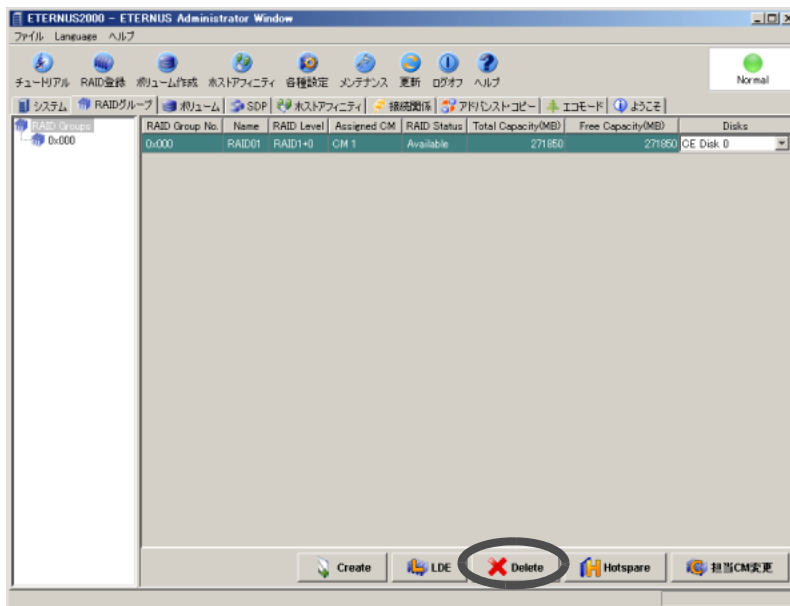 ETERNUS2000 - ETERNUS Administrator Window
ファイル Language ヘルプ
チュートリアル RAID登録 ボリューム作成 ホストアフィニティ 各種設定 メンテナンス 更新 ログオフ ヘルプ
Normal
システム RAIDグループ ボリューム SDP ホストアフィニティ 接続関係 アドバンスト・コピー エコモード ようこそ
RAID Groups
0x000
RAID Group No. Name RAID Level Assigned CM RAID Status Total Capacity(MB) Free Capacity(MB) Disks
0x000 RAID01 RAID1+0 CM 1 Available 271850 271850 CE Disk 0
Create LDE Delete Hotspare 担当CM変更